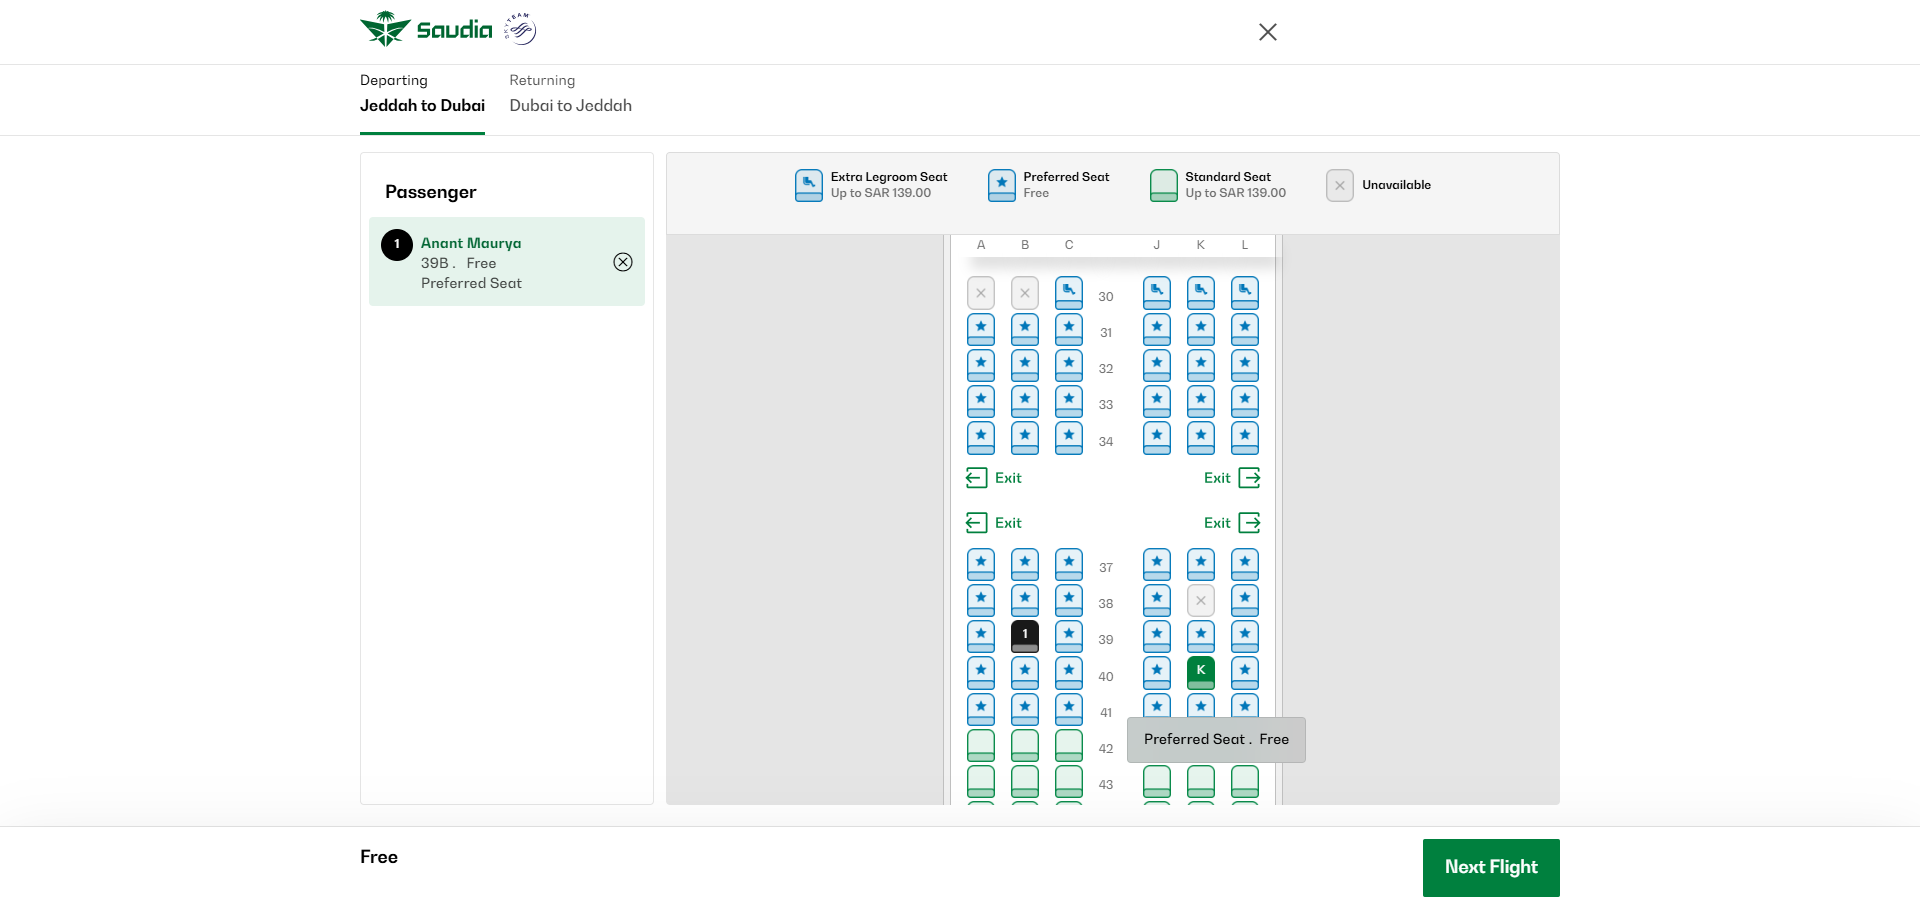 Saudia
SKYTEAM
Departing
Jeddah to Dubai
Returning
Dubai to Jeddah
Passenger
1
Anant Maurya
39B . Free
Preferred Seat
Extra Legroom Seat
Up to SAR 139.00
Preferred Seat
Free
Standard Seat
Up to SAR 139.00
Unavailable
A B C J K L
30
31
32
33
34
Exit Exit
Exit Exit
37
38
1 39
40 K
41
42
Preferred Seat . Free
43
Free
Next Flight